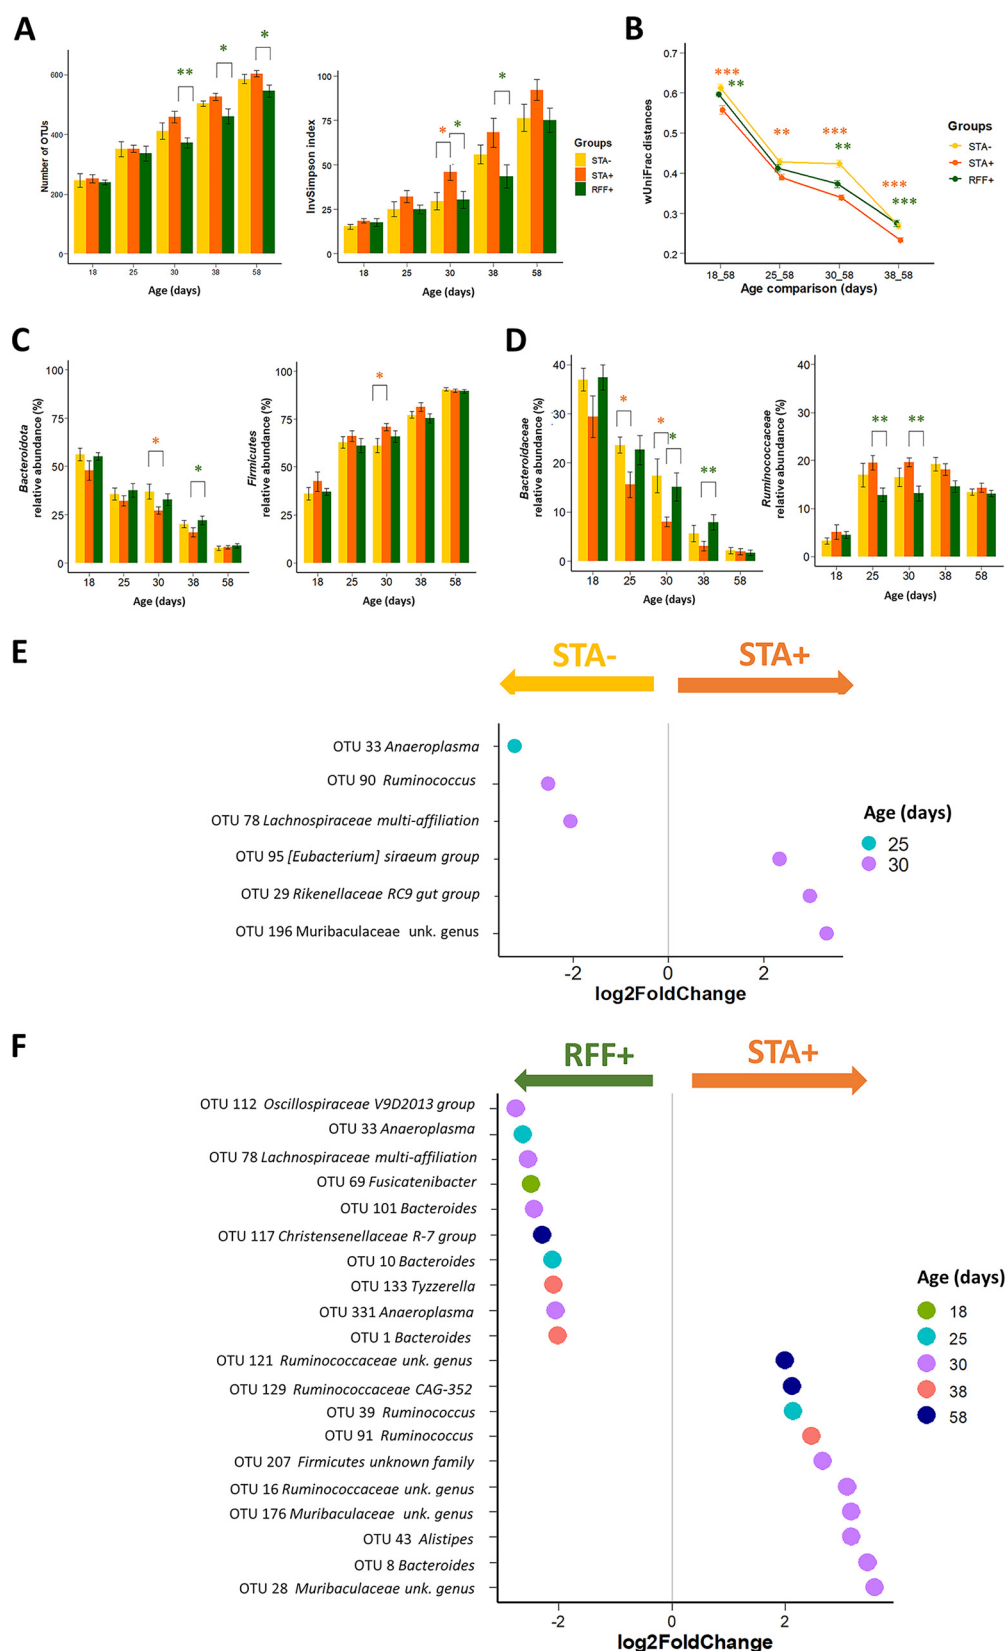 A
Number of OTUs
600
400
200
0
**
*
*
18 25 30 38 58
Age (days)
InvSimpson index
100
75
50
25
0
*
*
*
18 25 30 38 58
Age (days)
Groups
STA-
STA+
RFF+
B
wUniFrac distances
0.6
0.5
0.4
0.3
0.2
***
**
**
***
**
***
***
18_58 25_58 30_58 38_58
Age comparison (days)
Groups
STA-
STA+
RFF+
C
Bacteroidota
relative abundance (%)
100
75
50
25
0
*
*
18 25 30 38 58
Age (days)
Firmicutes
relative abundance (%)
100
75
50
25
0
*
18 25 30 38 58
Age (days)
D
Bacteroidaceae
relative abundance (%)
40
30
20
10
0
*
*
*
**
18 25 30 38 58
Age (days)
Ruminococcaceae
relative abundance (%)
40
30
20
10
0
**
**
18 25 30 38 58
Age (days)
E
STA-
STA+
OTU 33 Anaeroplasma
OTU 90 Ruminococcus
OTU 78 Lachnospiraceae multi-affiliation
OTU 95 [Eubacterium] siraeum group
OTU 29 Rikenellaceae RC9 gut group
OTU 196 Muribaculaceae unk. genus
-2 0 2
log2FoldChange
Age (days)
25
30
F
RFF+
STA+
OTU 112 Oscillospiraceae V9D2013 group
OTU 33 Anaeroplasma
OTU 78 Lachnospiraceae multi-affiliation
OTU 69 Fusicatenibacter
OTU 101 Bacteroides
OTU 117 Christensenellaceae R-7 group
OTU 10 Bacteroides
OTU 133 Tyzzerella
OTU 331 Anaeroplasma
OTU 1 Bacteroides
OTU 121 Ruminococcaceae unk. genus
OTU 129 Ruminococcaceae CAG-352
OTU 39 Ruminococcus
OTU 91 Ruminococcus
OTU 207 Firmicutes unknown family
OTU 16 Ruminococcaceae unk. genus
OTU 176 Muribaculaceae unk. genus
OTU 43 Alistipes
OTU 8 Bacteroides
OTU 28 Muribaculaceae unk. genus
-2 0 2
log2FoldChange
Age (days)
18
25
30
38
58